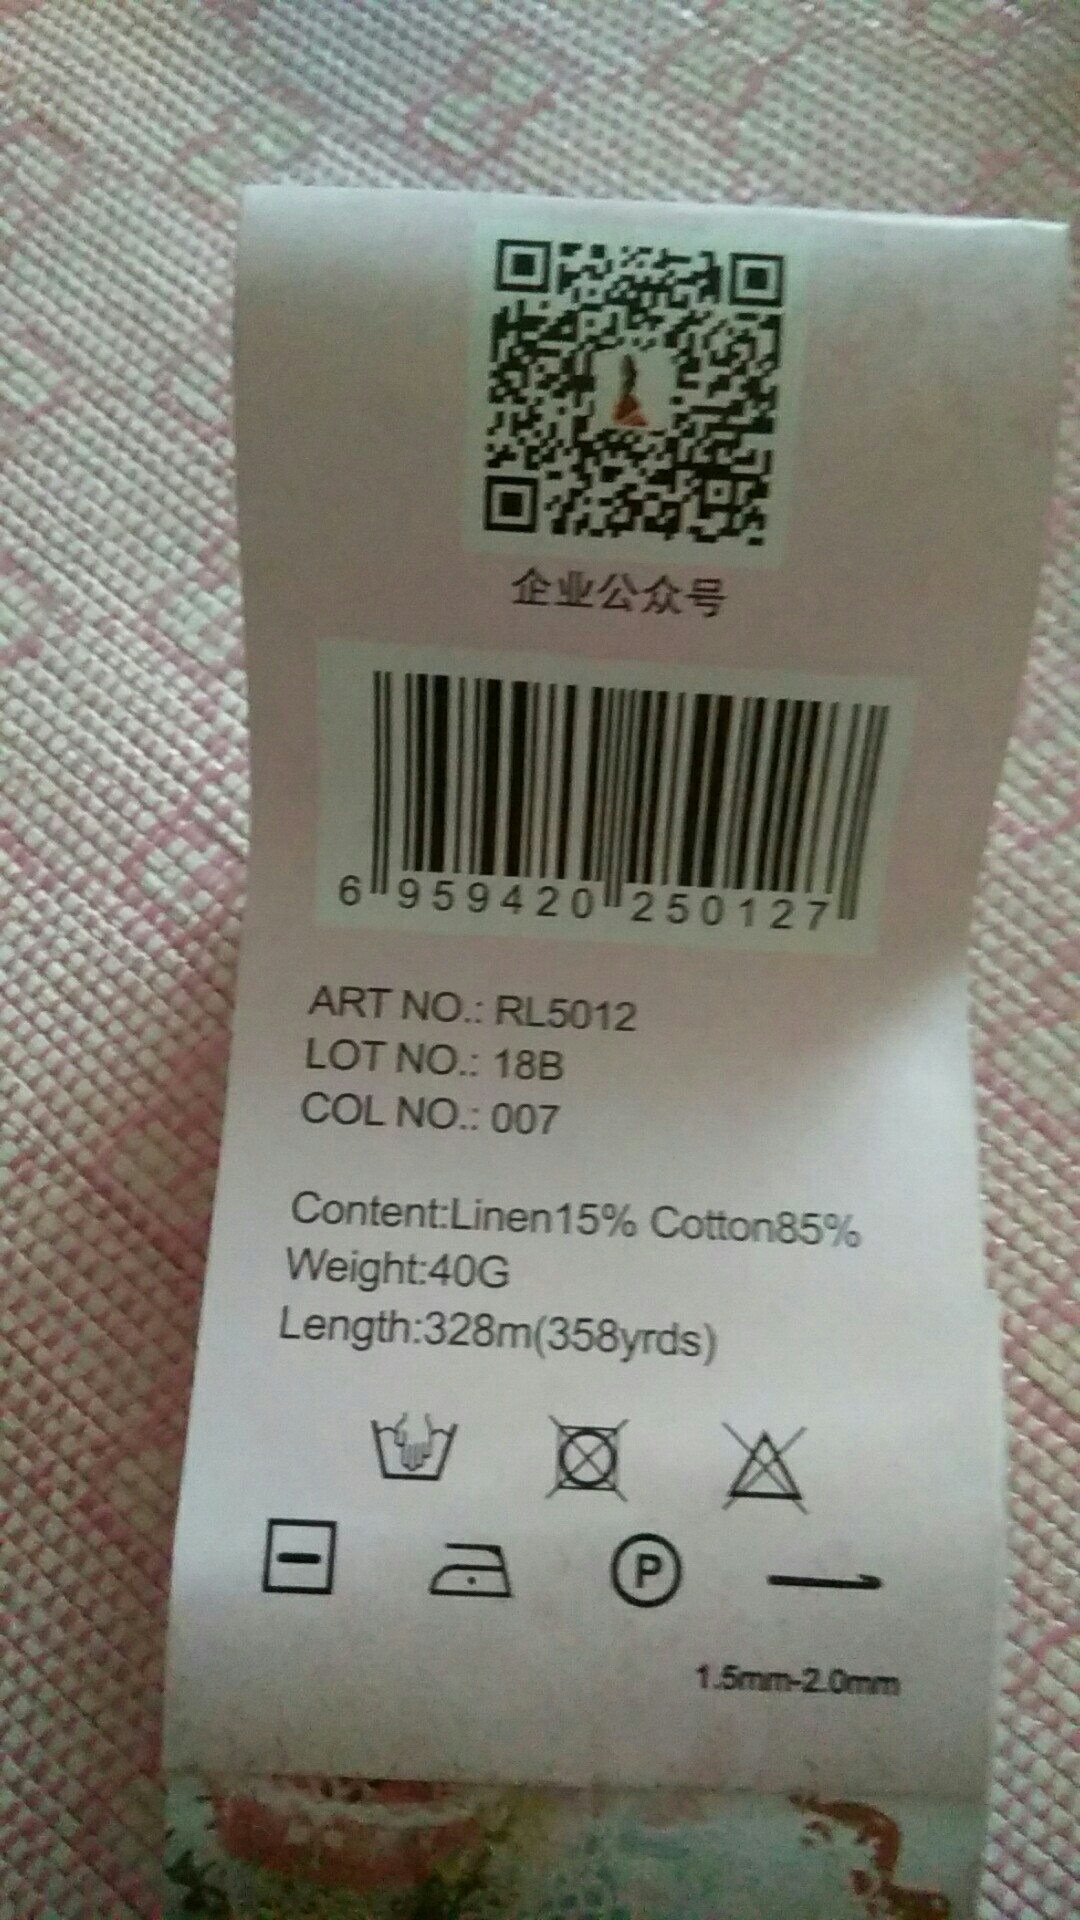 企业公众号
6 959420 250127
ART NO.: RL5012
LOT NO.: 18B
COL NO.: 007
Content:Linen15% Cotton85%
Weight:40G
Length:328m(358yrds)
P
1.5mm-2.0mm